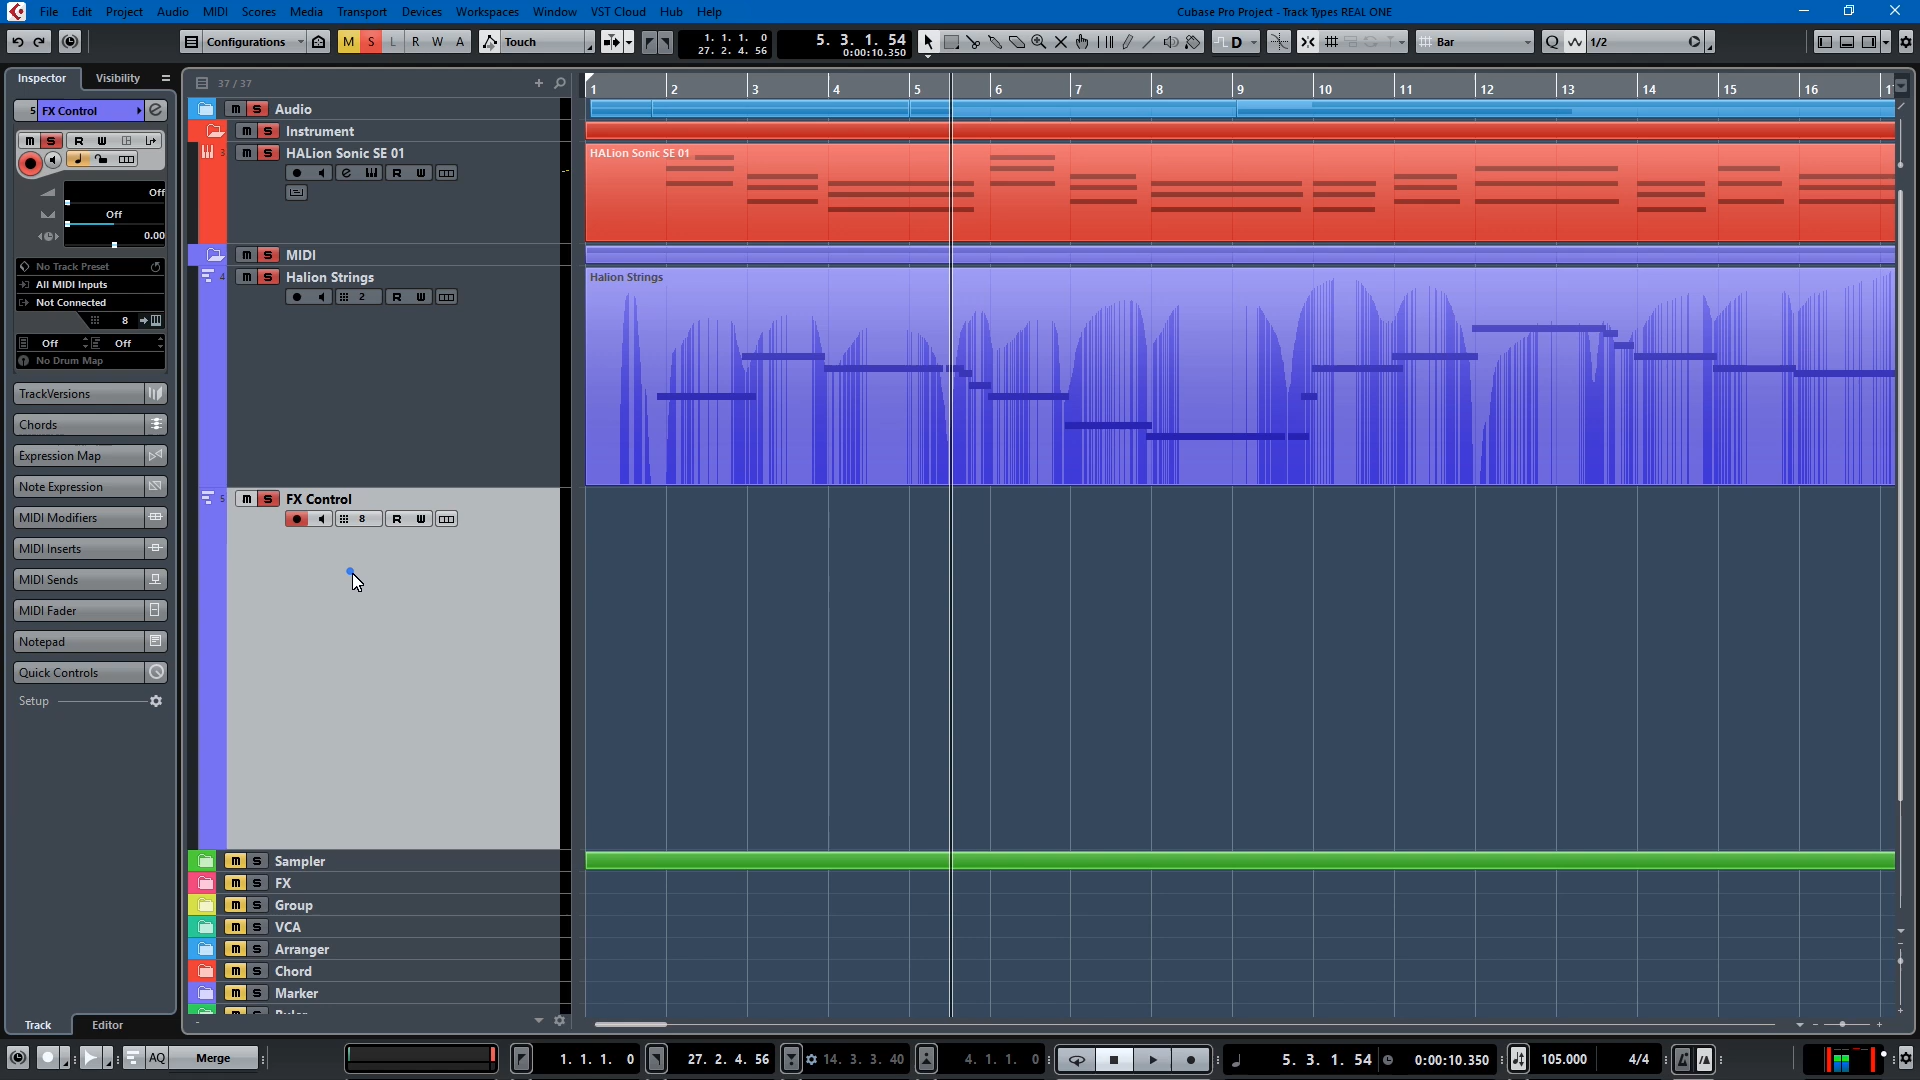 File Edit Project Audio MIDI Scores Media Transport Devices Workspaces Window VST Cloud Hub Help
Cubase Pro Project - Track Types REAL ONE
Configurations M S L R W A Touch
1. 1. 1. 0
27. 2. 4. 56
5. 3. 1. 54
0:00:10.350
D Bar Q 1/2
Inspector Visibility
37 / 37
1 2 3 4 5 6 7 8 9 10 11 12 13 14 15 16
5 FX Control
m S R W
Off
Off
0.00
No Track Preset
All MIDI Inputs
Not Connected
8
Off Off
No Drum Map
TrackVersions
Chords
Expression Map
Note Expression
MIDI Modifiers
MIDI Inserts
MIDI Sends
MIDI Fader
Notepad
Quick Controls
Setup
Track Editor
m S Audio
m S Instrument
3 m S HALion Sonic SE 01
e R W
m S MIDI
4 m S Halion Strings
2 R W
5 m S FX Control
8 R W
m S Sampler
m S FX
m S Group
m S VCA
m S Arranger
m S Chord
m S Marker
HALion Sonic SE 01
Halion Strings
AQ Merge
1. 1. 1. 0
27. 2. 4. 56
14. 3. 3. 40
4. 1. 1. 0
5. 3. 1. 54
0:00:10.350
105.000
4/4